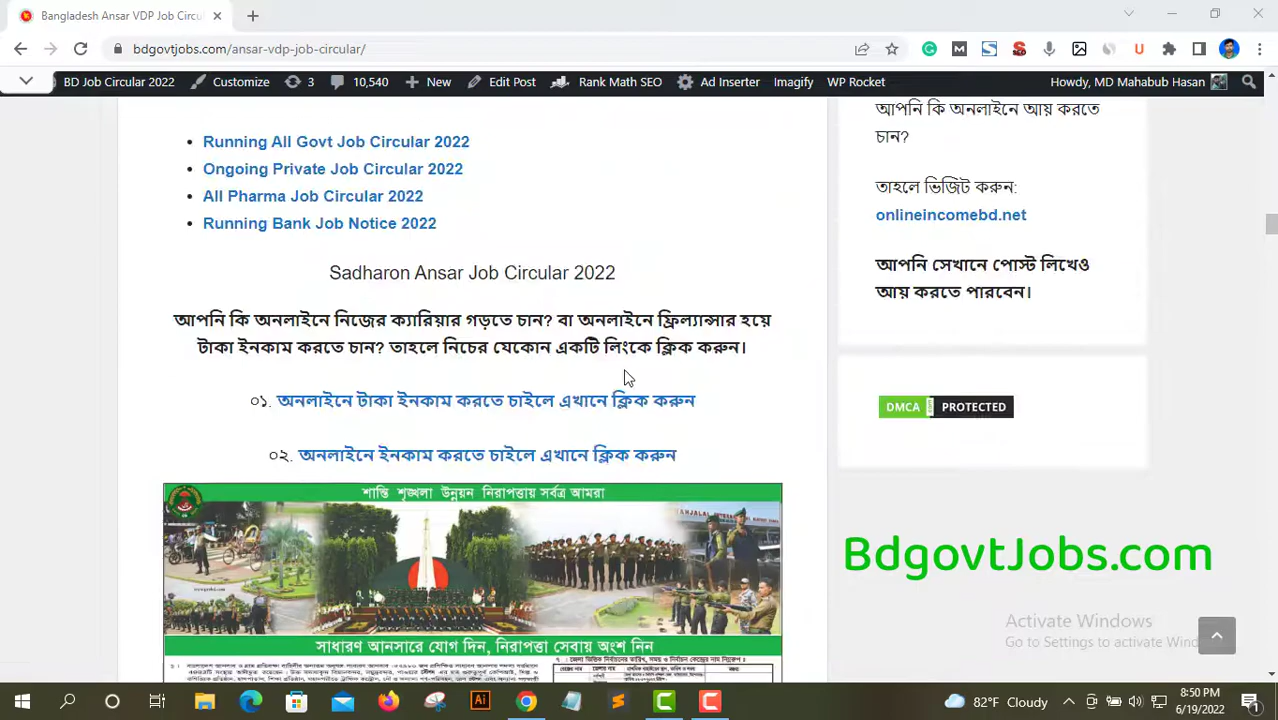 Bangladesh Ansar VDP Job Circu
bdgovtjobs.com/ansar-vdp-job-circular/
BD Job Circular 2022
Customize
3
10,540
New
Edit Post
Rank Math SEO
Ad Inserter
Imagify
WP Rocket
Howdy, MD Mahabub Hasan
Running All Govt Job Circular 2022
Ongoing Private Job Circular 2022
All Pharma Job Circular 2022
Running Bank Job Notice 2022
Sadharon Ansar Job Circular 2022
আপনি কি অনলাইনে নিজের ক্যারিয়ার গড়তে চান? বা অনলাইনে ফ্রিল্যান্সার হয়ে
টাকা ইনকাম করতে চান? তাহলে নিচের যেকোন একটি লিংকে ক্লিক করুন।
০১. অনলাইনে টাকা ইনকাম করতে চাইলে এখানে ক্লিক করুন
০২. অনলাইনে ইনকাম করতে চাইলে এখানে ক্লিক করুন
শান্তি শৃঙ্খলা উন্নয়ন নিরাপত্তায় সর্বত্র আমরা
সাধারণ আনসারে যোগ দিন, নিরাপত্তা সেবায় অংশ নিন
আপনি কি অনলাইনে আয় করতে
চান?
তাহলে ভিজিট করুন:
onlineincomebd.net
আপনি সেখানে পোস্ট লিখেও
আয় করতে পারবেন।
DMCA PROTECTED
BdgovtJobs.com
Activate Windows
Go to Settings to activate Wind
82°F Cloudy
8:50 PM
6/19/2022